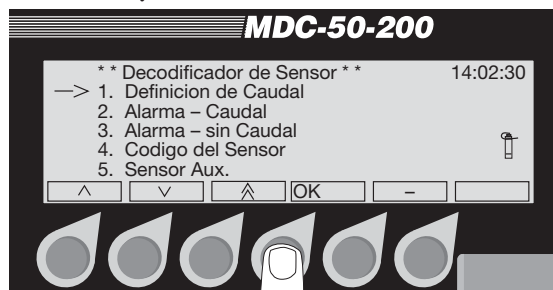 MDC-50-200
* * Decodificador de Sensor * * 14:02:30
—> 1. Definicion de Caudal
2. Alarma – Caudal
3. Alarma – sin Caudal
4. Codigo del Sensor
5. Sensor Aux.
OK –